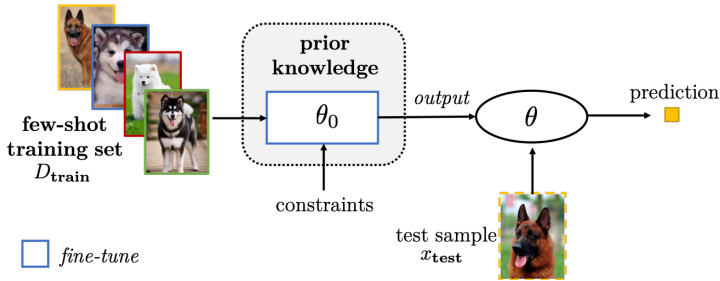 prior
knowledge
θ₀
output
θ
prediction
few-shot
training set
D_train
constraints
test sample
x_test
fine-tune